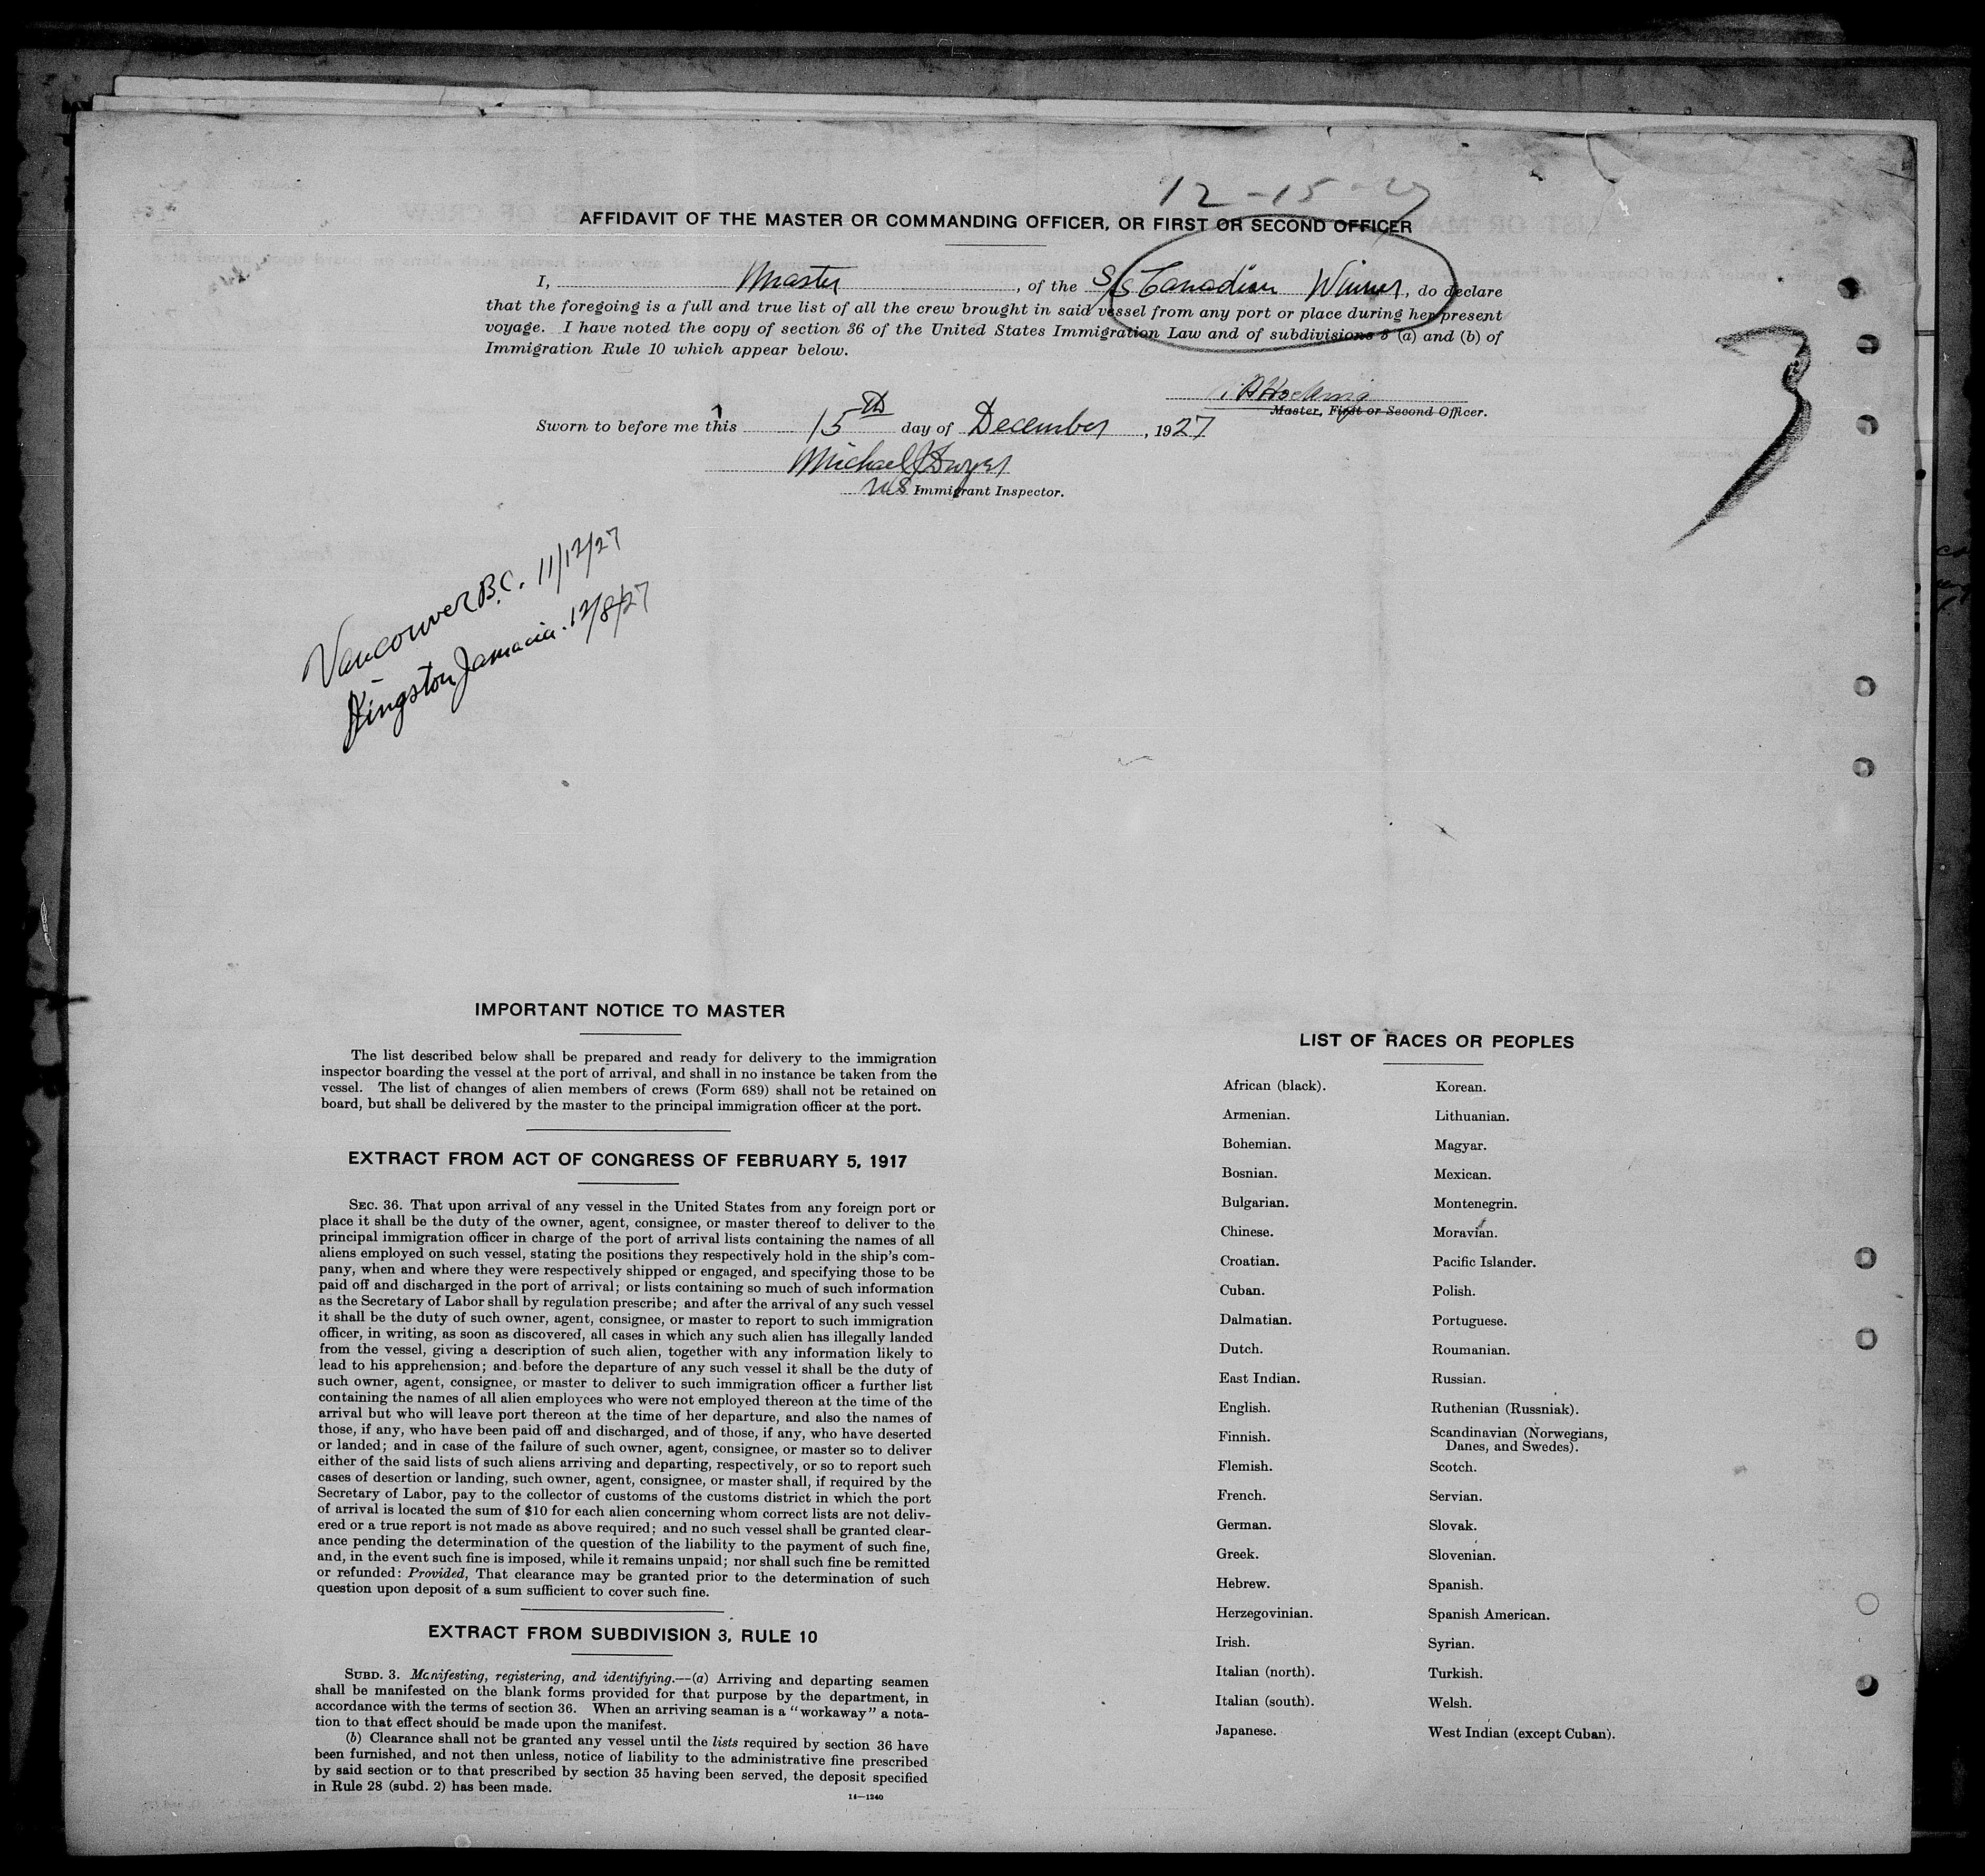 12-15-27
AFFIDAVIT OF THE MASTER OR COMMANDING OFFICER, OR FIRST OR SECOND OFFICER
I, Master, of the S/S Canadian Winner, do declare
that the foregoing is a full and true list of all the crew brought in said vessel from any port or place during her present
voyage. I have noted the copy of section 36 of the United States Immigration Law and of subdivisions 3 (a) and (b) of
Immigration Rule 10 which appear below.
Master, First or Second Officer.
Sworn to before me this 15th day of December, 1927
Michael J Dwyer
US Immigrant Inspector.
3
Vancouver B.C. 11/12/27
Kingston Jamacia. 12/8/27
IMPORTANT NOTICE TO MASTER
The list described below shall be prepared and ready for delivery to the immigration
inspector boarding the vessel at the port of arrival, and shall in no instance be taken from the
vessel. The list of changes of alien members of crews (Form 689) shall not be retained on
board, but shall be delivered by the master to the principal immigration officer at the port.
EXTRACT FROM ACT OF CONGRESS OF FEBRUARY 5, 1917
SEC. 36. That upon arrival of any vessel in the United States from any foreign port or
place it shall be the duty of the owner, agent, consignee, or master thereof to deliver to the
principal immigration officer in charge of the port of arrival lists containing the names of all
aliens employed on such vessel, stating the positions they respectively hold in the ship's com-
pany, when and where they were respectively shipped or engaged, and specifying those to be
paid off and discharged in the port of arrival; or lists containing so much of such information
as the Secretary of Labor shall by regulation prescribe; and after the arrival of any such vessel
it shall be the duty of such owner, agent, consignee, or master to report to such immigration
officer, in writing, as soon as discovered, all cases in which any such alien has illegally landed
from the vessel, giving a description of such alien, together with any information likely to
lead to his apprehension; and before the departure of any such vessel it shall be the duty of
such owner, agent, consignee, or master to deliver to such immigration officer a further list
containing the names of all alien employees who were not employed thereon at the time of the
arrival but who will leave port thereon at the time of her departure, and also the names of
those, if any, who have been paid off and discharged, and of those, if any, who have deserted
or landed; and in case of the failure of such owner, agent, consignee, or master so to deliver
either of the said lists of such aliens arriving and departing, respectively, or so to report such
cases of desertion or landing, such owner, agent, consignee, or master shall, if required by the
Secretary of Labor, pay to the collector of customs of the customs district in which the port
of arrival is located the sum of $10 for each alien concerning whom correct lists are not deliv-
ered or a true report is not made as above required; and no such vessel shall be granted clear-
ance pending the determination of the question of the liability to the payment of such fine,
and, in the event such fine is imposed, while it remains unpaid; nor shall such fine be remitted
or refunded: Provided, That clearance may be granted prior to the determination of such
question upon deposit of a sum sufficient to cover such fine.
EXTRACT FROM SUBDIVISION 3, RULE 10
SUBD. 3. Manifesting, registering, and identifying.—(a) Arriving and departing seamen
shall be manifested on the blank forms provided for that purpose by the department, in
accordance with the terms of section 36. When an arriving seaman is a "workaway" a nota-
tion to that effect should be made upon the manifest.
(b) Clearance shall not be granted any vessel until the lists required by section 36 have
been furnished, and not then unless, notice of liability to the administrative fine prescribed
by said section or to that prescribed by section 35 having been served, the deposit specified
in Rule 28 (subd. 2) has been made.
14—1240
LIST OF RACES OR PEOPLES
African (black).
Armenian.
Bohemian.
Bosnian.
Bulgarian.
Chinese.
Croatian.
Cuban.
Dalmatian.
Dutch.
East Indian.
English.
Finnish.
Flemish.
French.
German.
Greek.
Hebrew.
Herzegovinian.
Irish.
Italian (north).
Italian (south).
Japanese.
Korean.
Lithuanian.
Magyar.
Mexican.
Montenegrin.
Moravian.
Pacific Islander.
Polish.
Portuguese.
Roumanian.
Russian.
Ruthenian (Russniak).
Scandinavian (Norwegians,
Danes, and Swedes).
Scotch.
Servian.
Slovak.
Slovenian.
Spanish.
Spanish American.
Syrian.
Turkish.
Welsh.
West Indian (except Cuban).